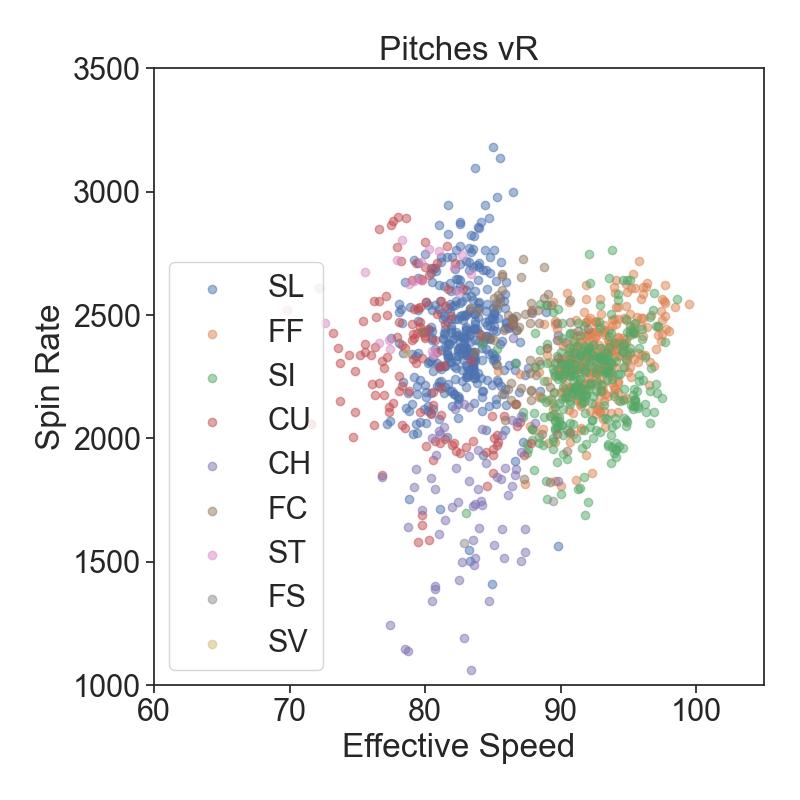 Pitches vR
3500
3000
2500
2000
1500
1000
Spin Rate
SL
FF
SI
CU
CH
FC
ST
FS
SV
60
70
80
90
100
Effective Speed